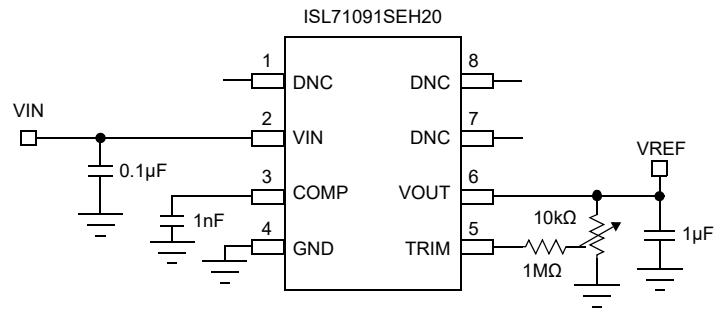 ISL71091SEH20
1
DNC
8
DNC
VIN
2
VIN
7
DNC
VREF
0.1µF
3
COMP
6
VOUT
1nF
10kΩ
4
GND
5
TRIM
1MΩ
1µF